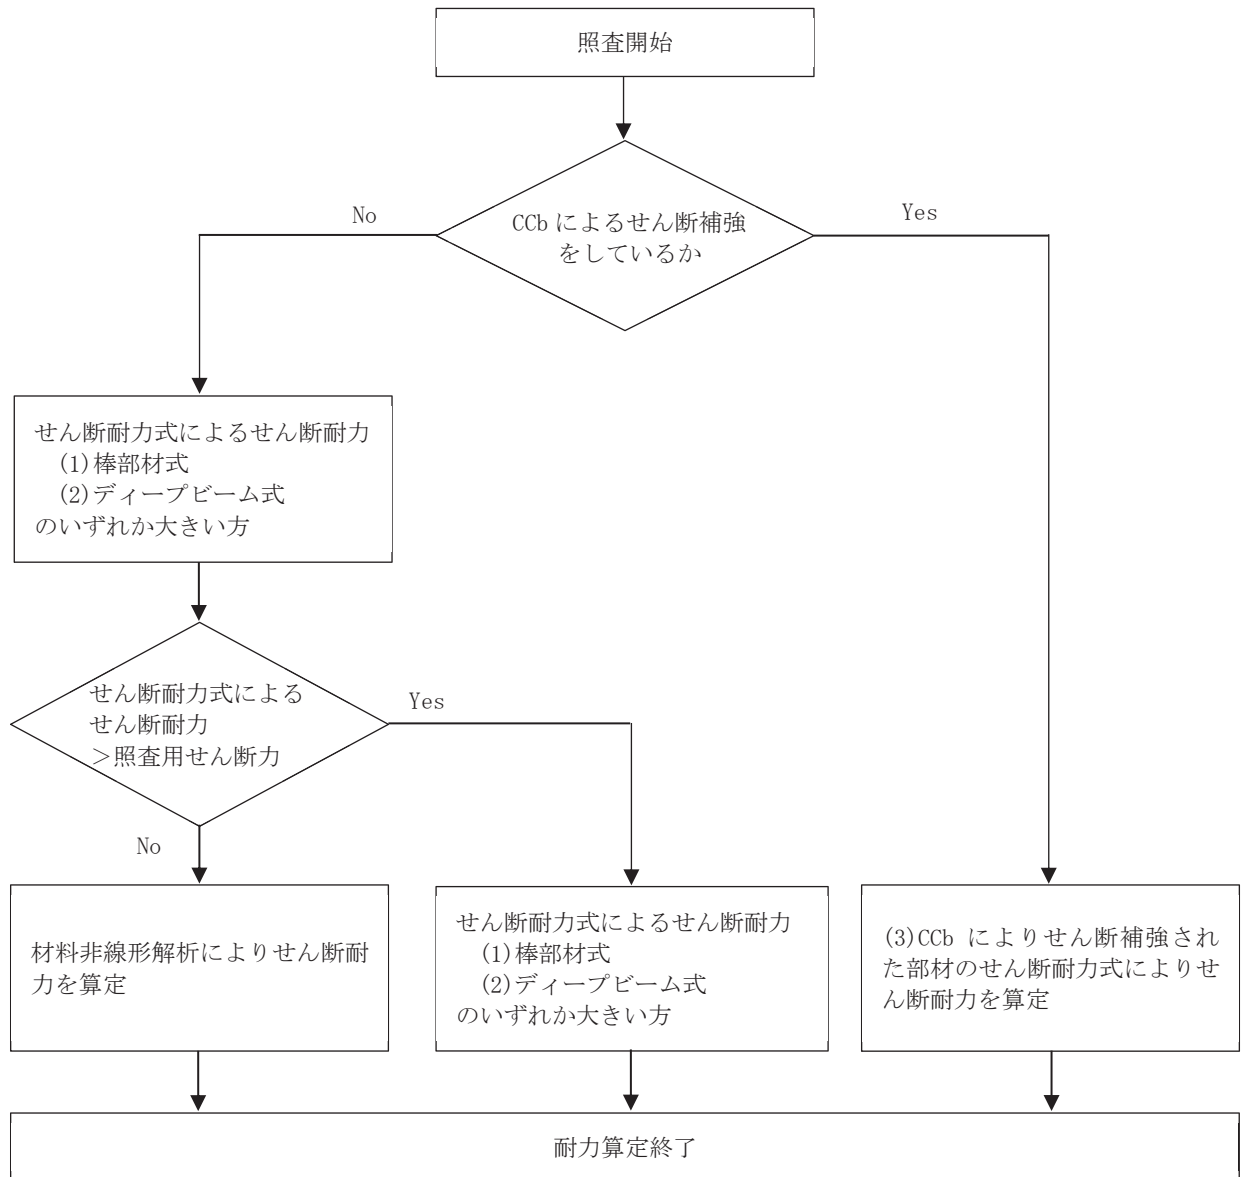 照査開始
CCb によるせん断補強
をしているか
No
Yes
せん断耐力式によるせん断耐力
(1)棒部材式
(2)ディープビーム式
のいずれか大きい方
せん断耐力式による
せん断耐力
＞照査用せん断力
Yes
No
材料非線形解析によりせん断耐
力を算定
せん断耐力式によるせん断耐力
(1)棒部材式
(2)ディープビーム式
のいずれか大きい方
(3)CCb によりせん断補強され
た部材のせん断耐力式によりせ
ん断耐力を算定
耐力算定終了